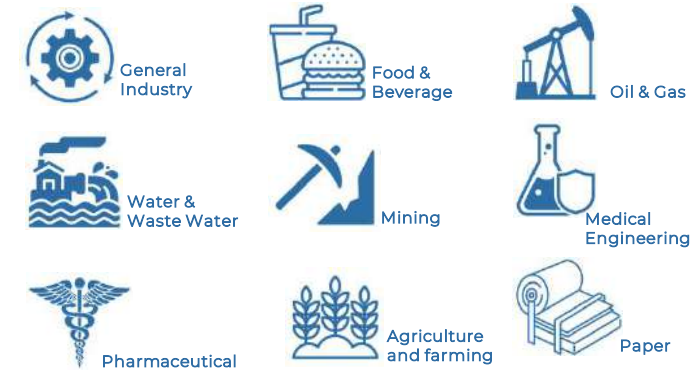 General
Industry
Food &
Beverage
Oil & Gas
Water &
Waste Water
Mining
Medical
Engineering
Pharmaceutical
Agriculture
and farming
Paper